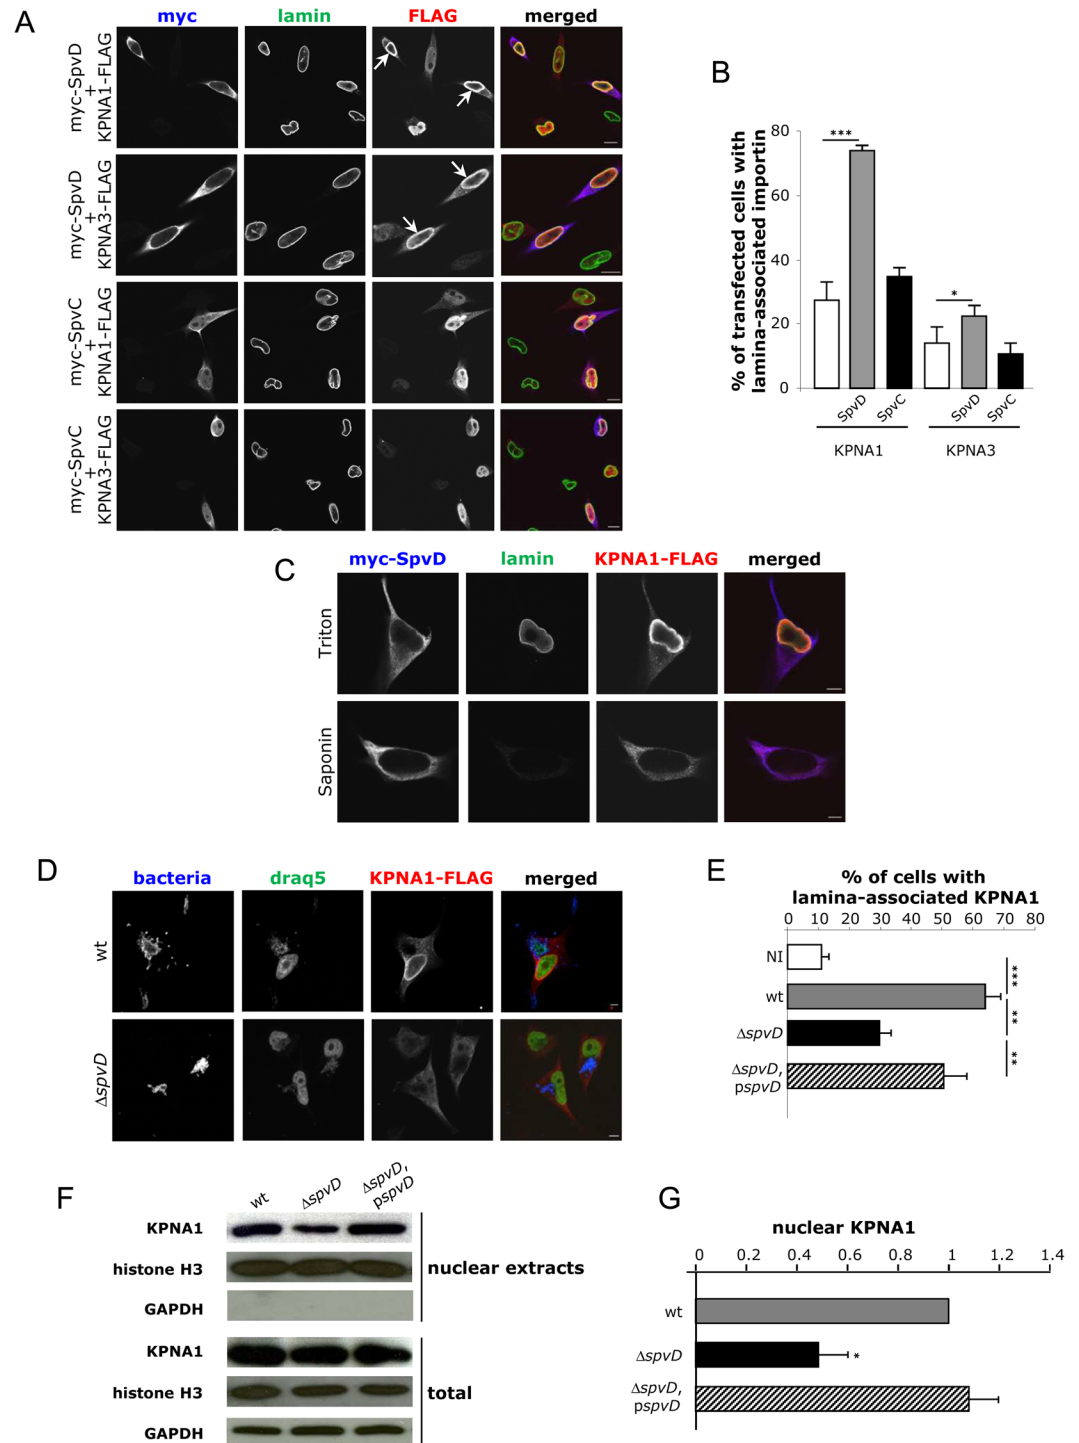 A
myc lamin FLAG merged
myc-SpvD
+
KPNA1-FLAG
myc-SpvD
+
KPNA3-FLAG
myc-SpvC
+
KPNA1-FLAG
myc-SpvC
+
KPNA3-FLAG
B
% of transfected cells with
lamina-associated importin
80
60
40
20
0
***
*
SpvD SpvC SpvD SpvC
KPNA1 KPNA3
C
myc-SpvD lamin KPNA1-FLAG merged
Triton
Saponin
D
bacteria draq5 KPNA1-FLAG merged
wt
ΔspvD
E
% of cells with
lamina-associated KPNA1
0 10 20 30 40 50 60 70 80
NI
wt
ΔspvD
ΔspvD,
pspvD
***
**
**
F
wt ΔspvD ΔspvD,
pspvD
KPNA1
histone H3
GAPDH
nuclear extracts
KPNA1
histone H3
GAPDH
total
G
nuclear KPNA1
0 0.2 0.4 0.6 0.8 1 1.2 1.4
wt
ΔspvD
*
ΔspvD,
pspvD